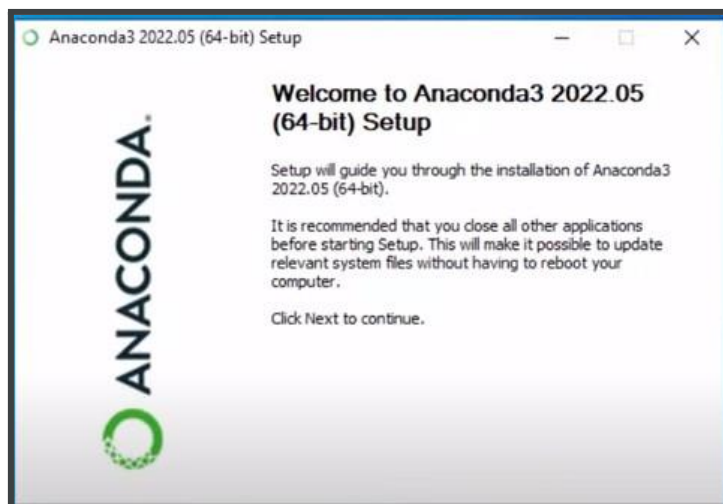 Anaconda3 2022.05 (64-bit) Setup
Welcome to Anaconda3 2022.05
(64-bit) Setup
Setup will guide you through the installation of Anaconda3
2022.05 (64-bit).
It is recommended that you close all other applications
before starting Setup. This will make it possible to update
relevant system files without having to reboot your
computer.
Click Next to continue.
ANACONDA.